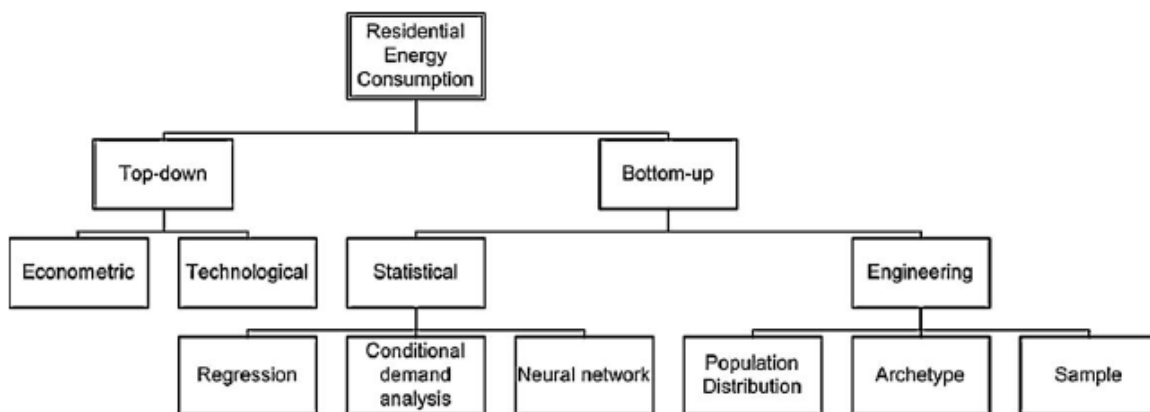 Residential
Energy
Consumption
Top-down
Bottom-up
Econometric
Technological
Statistical
Engineering
Regression
Conditional
demand
analysis
Neural network
Population
Distribution
Archetype
Sample